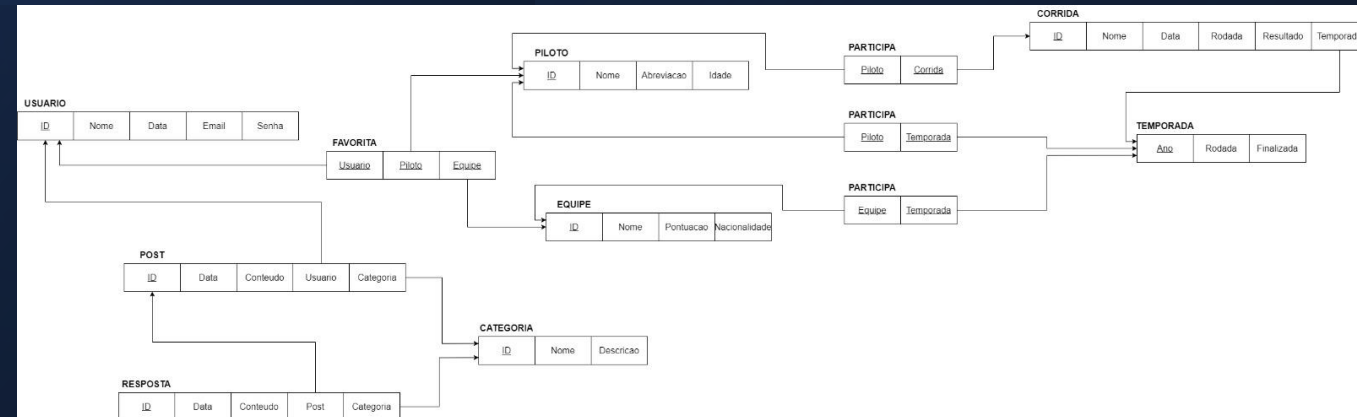 CORRIDA
ID Nome Data Rodada Resultado Temporad
PILOTO
ID Nome Abreviacao Idade
PARTICIPA
Piloto Corrida
USUARIO
ID Nome Data Email Senha
PARTICIPA
Piloto Temporada
TEMPORADA
Ano Rodada Finalizada
FAVORITA
Usuario Piloto Equipe
PARTICIPA
Equipe Temporada
EQUIPE
ID Nome Pontuacao Nacionalidade
POST
ID Data Conteudo Usuario Categoria
CATEGORIA
ID Nome Descricao
RESPOSTA
ID Data Conteudo Post Categoria